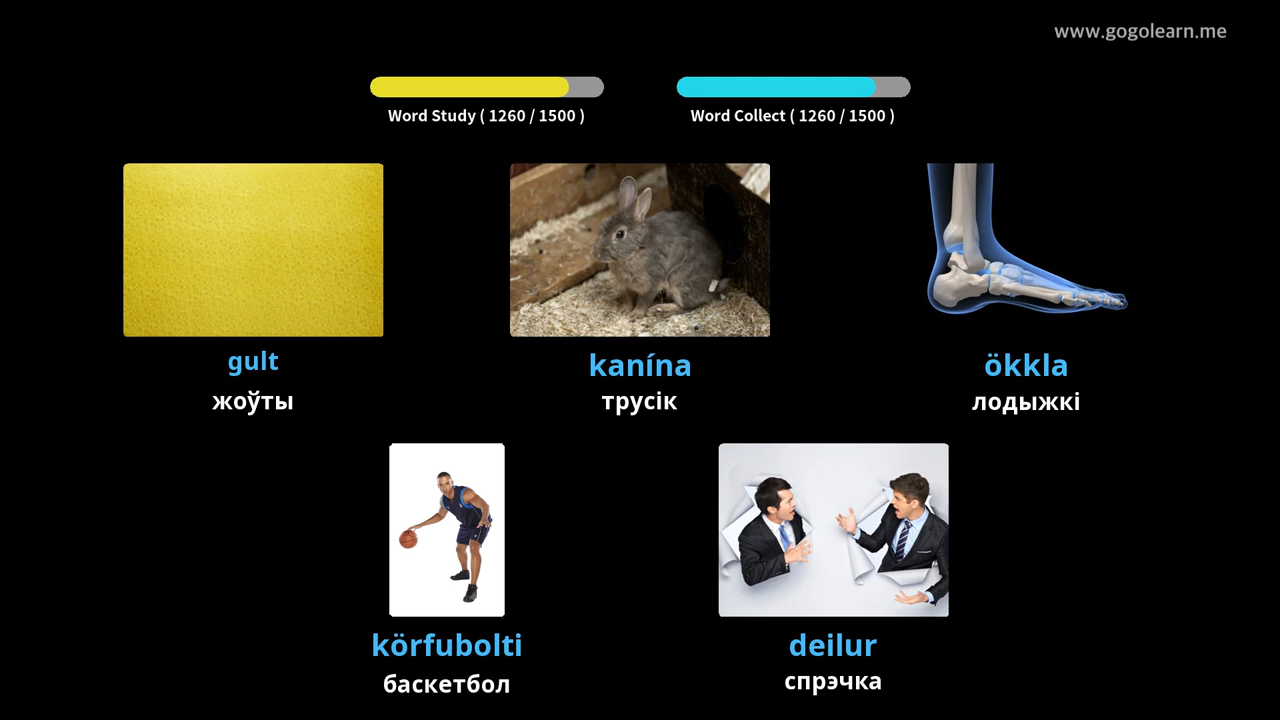 www.gogolearn.me
Word Study ( 1260 / 1500 )
Word Collect ( 1260 / 1500 )
gult
жоўты
kanína
трусік
ökkla
лодыжкі
körfubolti
баскетбол
deilur
спрэчка